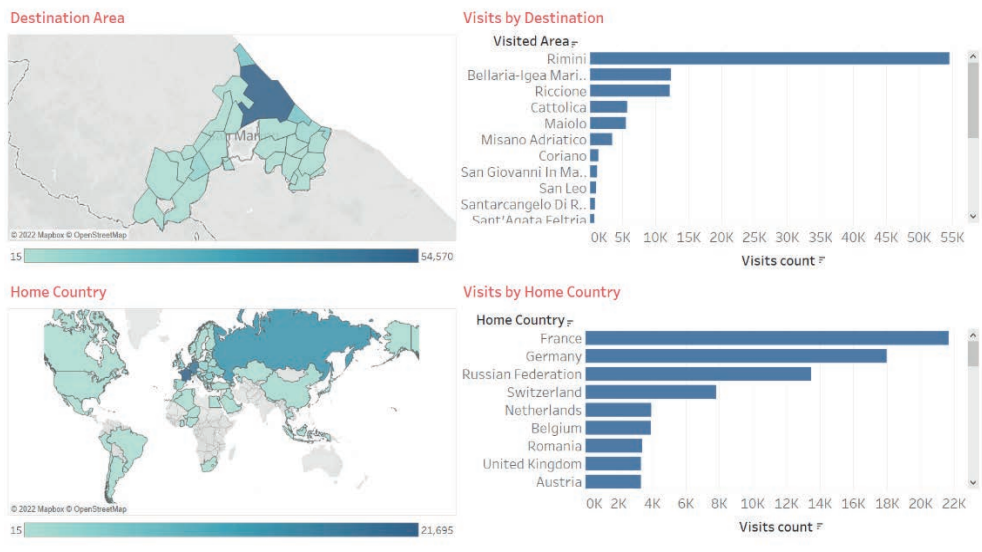 Destination Area
© 2022 Mapbox © OpenStreetMap
15 54,570
Visits by Destination
Visited Area
Rimini
Bellaria-Igea Mari..
Riccione
Cattolica
Maiolo
Misano Adriatico
Coriano
San Giovanni In Ma..
San Leo
Santarcangelo Di R..
Sant'Agata Feltria
0K 5K 10K 15K 20K 25K 30K 35K 40K 45K 50K 55K
Visits count
Home Country
© 2022 Mapbox © OpenStreetMap
15 21,695
Visits by Home Country
Home Country
France
Germany
Russian Federation
Switzerland
Netherlands
Belgium
Romania
United Kingdom
Austria
0K 2K 4K 6K 8K 10K 12K 14K 16K 18K 20K 22K
Visits count